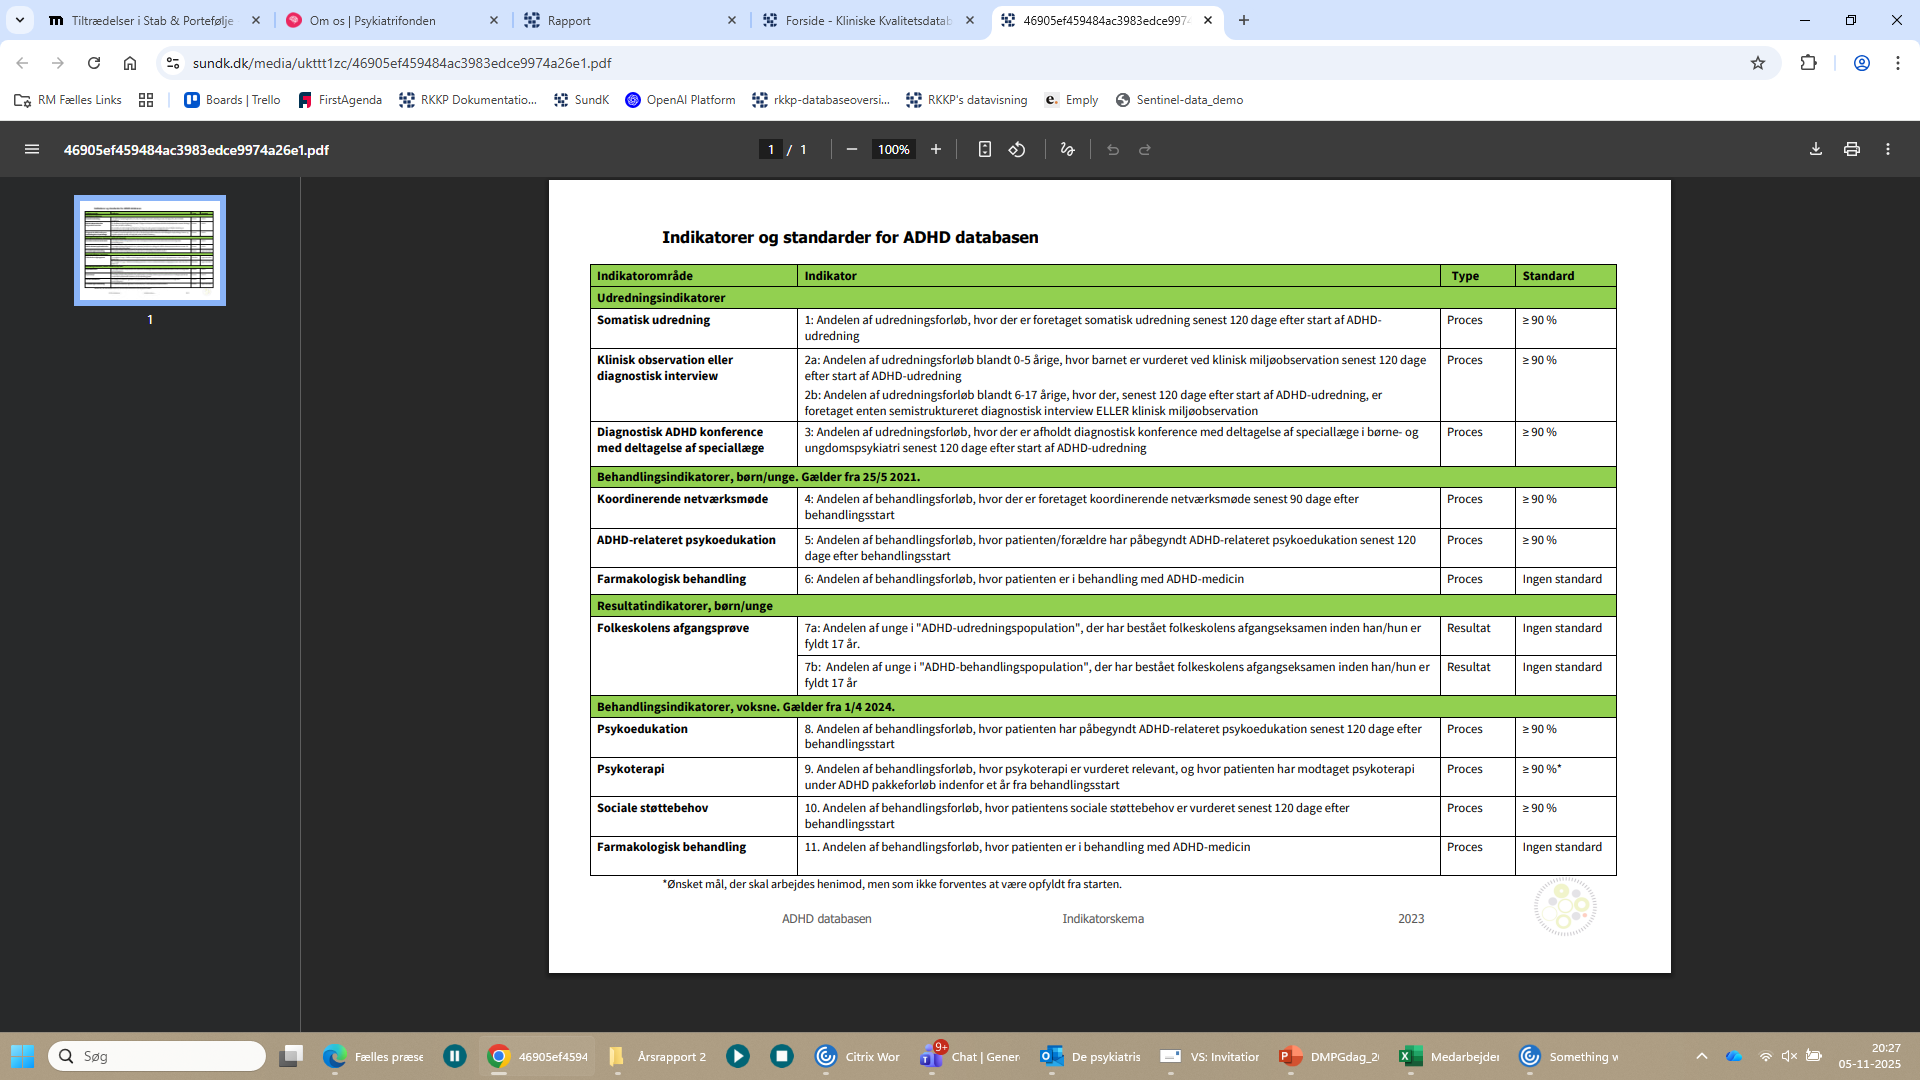 Tiltrædelser i Stab & Portefølje
Om os | Psykiatrifonden
Rapport
Forside - Kliniske Kvalitetsdatab
46905ef459484ac3983edce997
sundk.dk/media/ukttt1zc/46905ef459484ac3983edce9974a26e1.pdf
RM Fælles Links
Boards | Trello
FirstAgenda
RKKP Dokumentatio...
SundK
OpenAI Platform
rkkp-databaseoversi...
RKKP's datavisning
Emply
Sentinel-data_demo
46905ef459484ac3983edce9974a26e1.pdf
1 / 1
100%
1
Indikatorer og standarder for ADHD databasen
Indikatorområde Indikator Type Standard
Udredningsindikatorer
Somatisk udredning
1: Andelen af udredningsforløb, hvor der er foretaget somatisk udredning senest 120 dage efter start af ADHD-
udredning
Proces
≥ 90 %
Klinisk observation eller
diagnostisk interview
2a: Andelen af udredningsforløb blandt 0-5 årige, hvor barnet er vurderet ved klinisk miljøobservation senest 120 dage
efter start af ADHD-udredning
2b: Andelen af udredningsforløb blandt 6-17 årige, hvor der, senest 120 dage efter start af ADHD-udredning, er
foretaget enten semistruktureret diagnostisk interview ELLER klinisk miljøobservation
Proces
≥ 90 %
Diagnostisk ADHD konference
med deltagelse af speciallæge
3: Andelen af udredningsforløb, hvor der er afholdt diagnostisk konference med deltagelse af speciallæge i børne- og
ungdomspsykiatri senest 120 dage efter start af ADHD-udredning
Proces
≥ 90 %
Behandlingsindikatorer, børn/unge. Gælder fra 25/5 2021.
Koordinerende netværksmøde
4: Andelen af behandlingsforløb, hvor der er foretaget koordinerende netværksmøde senest 90 dage efter
behandlingsstart
Proces
≥ 90 %
ADHD-relateret psykoedukation
5: Andelen af behandlingsforløb, hvor patienten/forældre har påbegyndt ADHD-relateret psykoedukation senest 120
dage efter behandlingsstart
Proces
≥ 90 %
Farmakologisk behandling
6: Andelen af behandlingsforløb, hvor patienten er i behandling med ADHD-medicin
Proces
Ingen standard
Resultatindikatorer, børn/unge
Folkeskolens afgangsprøve
7a: Andelen af unge i "ADHD-udredningspopulation", der har bestået folkeskolens afgangseksamen inden han/hun er
fyldt 17 år.
Resultat
Ingen standard
7b: Andelen af unge i "ADHD-behandlingspopulation", der har bestået folkeskolens afgangseksamen inden han/hun er
fyldt 17 år
Resultat
Ingen standard
Behandlingsindikatorer, voksne. Gælder fra 1/4 2024.
Psykoedukation
8. Andelen af behandlingsforløb, hvor patienten har påbegyndt ADHD-relateret psykoedukation senest 120 dage efter
behandlingsstart
Proces
≥ 90 %
Psykoterapi
9. Andelen af behandlingsforløb, hvor psykoterapi er vurderet relevant, og hvor patienten har modtaget psykoterapi
under ADHD pakkeforløb indenfor et år fra behandlingsstart
Proces
≥ 90 %*
Sociale støttebehov
10. Andelen af behandlingsforløb, hvor patientens sociale støttebehov er vurderet senest 120 dage efter
behandlingsstart
Proces
≥ 90 %
Farmakologisk behandling
11. Andelen af behandlingsforløb, hvor patienten er i behandling med ADHD-medicin
Proces
Ingen standard
*Ønsket mål, der skal arbejdes henimod, men som ikke forventes at være opfyldt fra starten.
ADHD databasen Indikatorskema 2023
Søg
Fælles præse
46905ef4594
Årsrapport 2
Citrix Wor
9+
Chat | Gener
De psykiatris
VS: Invitation
DMPGdag_2
Medarbejder
Something w
20:27
05-11-2025